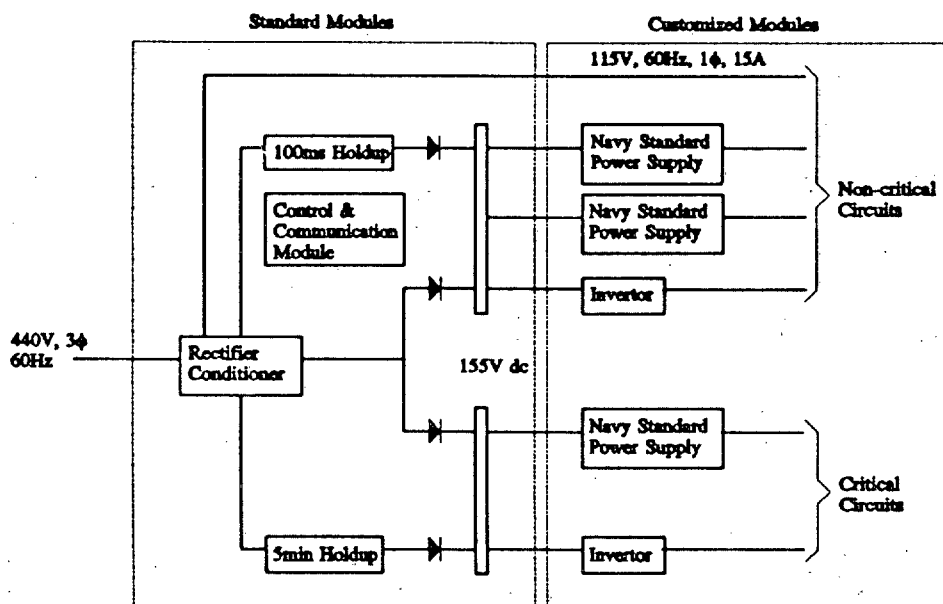 Standard Modules
Customized Modules
115V, 60Hz, 1ϕ, 15A
100ms Holdup
Navy Standard
Power Supply
Control &
Communication
Module
Navy Standard
Power Supply
Non-critical
Circuits
Invertor
440V, 3ϕ
60Hz
Rectifier
Conditioner
155V dc
Navy Standard
Power Supply
Critical
Circuits
5min Holdup
Invertor